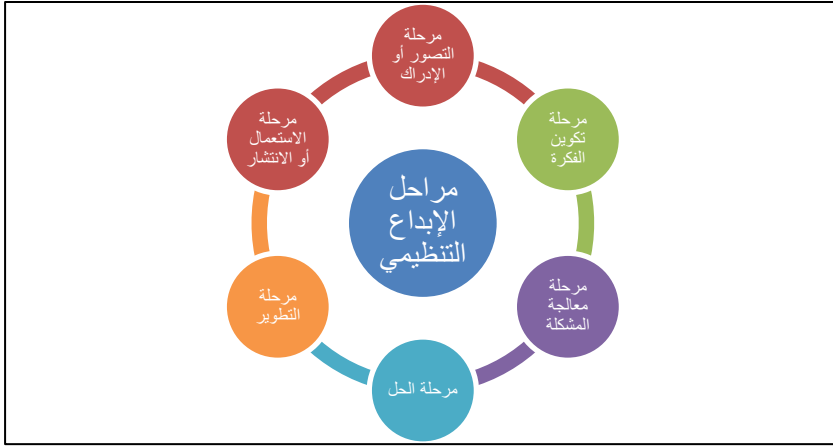 مرحلة
التصور أو
الإدراك
مرحلة
تكوين
الفكرة
مرحلة
معالجة
المشكلة
مرحلة الحل
مرحلة
التطوير
مرحلة
الاستعمال
أو الانتشار
مراحل
الإبداع
التنظيمي